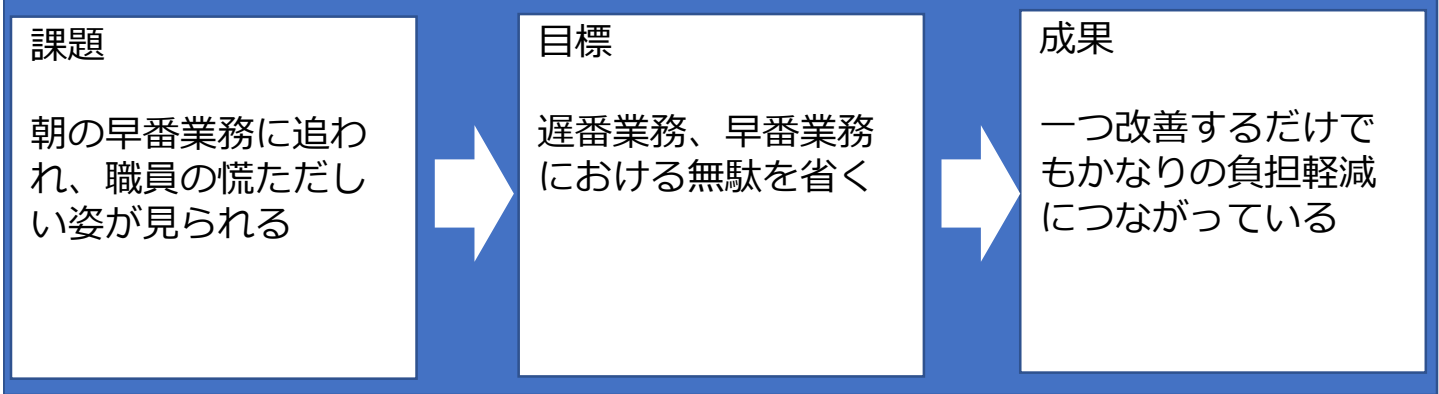 課題
朝の早番業務に追わ
れ、職員の慌ただし
い姿が見られる
目標
遅番業務、早番業務
における無駄を省く
成果
一つ改善するだけで
もかなりの負担軽減
につながっている